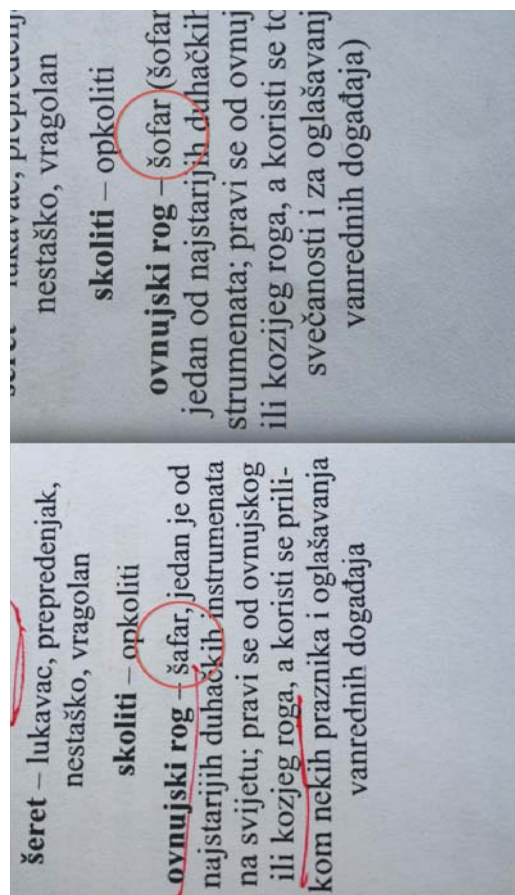 nestaško, vragolan
skoliti – opkoliti
ovnujski rog – šofar (šofar
jedan od najstarijih duhačkih
strumenata; pravi se od ovnuj
ili kozijeg roga, a koristi se to
svečanosti i za oglašavanj
vanrednih događaja)
šeret – lukavac, prepredenjak,
nestaško, vragolan
skoliti – opkoliti
ovnujski rog – šafar, jedan je od
najstarijih duhačkih instrumenata
na svijetu; pravi se od ovnujskog
ili kozjeg roga, a koristi se prili-
kom nekih praznika i oglašavanja
vanrednih događaja